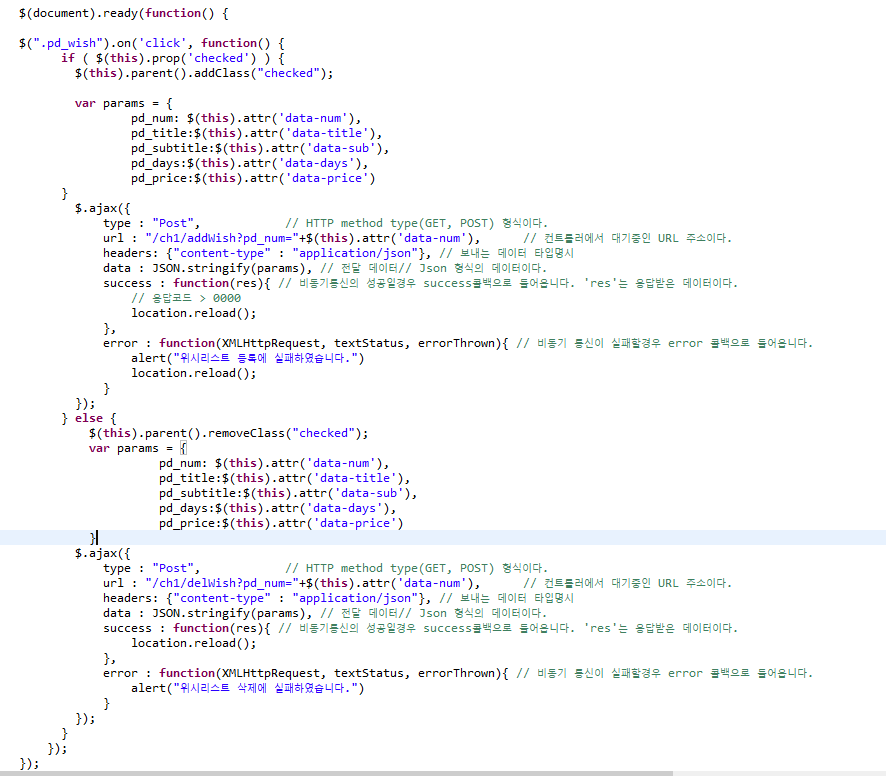 $(document).ready(function() {
$(".pd_wish").on('click', function() {
if ( $(this).prop('checked') ) {
$(this).parent().addClass("checked");
var params = {
pd_num: $(this).attr('data-num'),
pd_title:$(this).attr('data-title'),
pd_subtitle:$(this).attr('data-sub'),
pd_days:$(this).attr('data-days'),
pd_price:$(this).attr('data-price')
}
$.ajax({
type : "Post", // HTTP method type(GET, POST) 형식이다.
url : "/ch1/addWish?pd_num="+$(this).attr('data-num'), // 컨트롤러에서 대기중인 URL 주소이다.
headers: {"content-type" : "application/json"}, // 보내는 데이터 타입명시
data : JSON.stringify(params), // 전달 데이터// Json 형식의 데이터이다.
success : function(res){ // 비동기통신의 성공일경우 success콜백으로 들어옵니다. 'res'는 응답받은 데이터이다.
// 응답코드 > 0000
location.reload();
},
error : function(XMLHttpRequest, textStatus, errorThrown){ // 비동기 통신이 실패할경우 error 콜백으로 들어옵니다.
alert("위시리스트 등록에 실패하였습니다.")
location.reload();
}
});
} else {
$(this).parent().removeClass("checked");
var params = {
pd_num: $(this).attr('data-num'),
pd_title:$(this).attr('data-title'),
pd_subtitle:$(this).attr('data-sub'),
pd_days:$(this).attr('data-days'),
pd_price:$(this).attr('data-price')
}
$.ajax({
type : "Post", // HTTP method type(GET, POST) 형식이다.
url : "/ch1/delWish?pd_num="+$(this).attr('data-num'), // 컨트롤러에서 대기중인 URL 주소이다.
headers: {"content-type" : "application/json"}, // 보내는 데이터 타입명시
data : JSON.stringify(params), // 전달 데이터// Json 형식의 데이터이다.
success : function(res){ // 비동기통신의 성공일경우 success콜백으로 들어옵니다. 'res'는 응답받은 데이터이다.
location.reload();
},
error : function(XMLHttpRequest, textStatus, errorThrown){ // 비동기 통신이 실패할경우 error 콜백으로 들어옵니다.
alert("위시리스트 삭제에 실패하였습니다.")
}
});
}
});
});